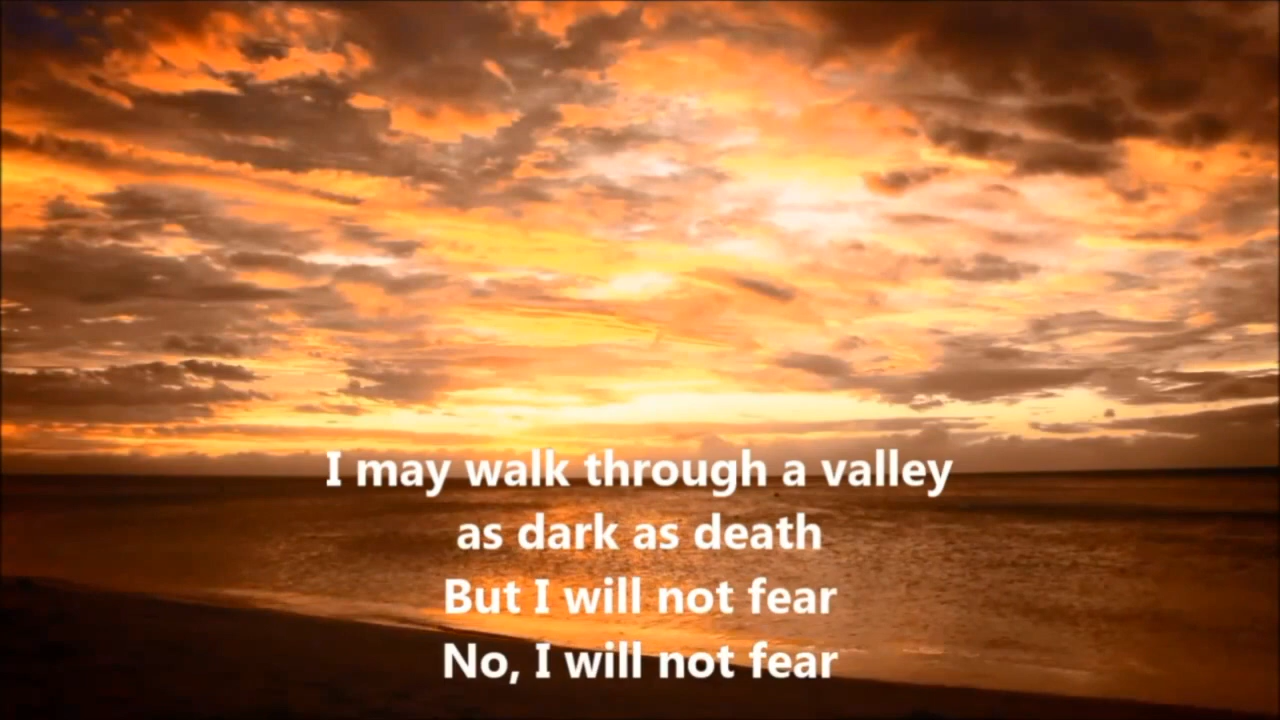 I may walk through a valley
as dark as death
But I will not fear
No, I will not fear